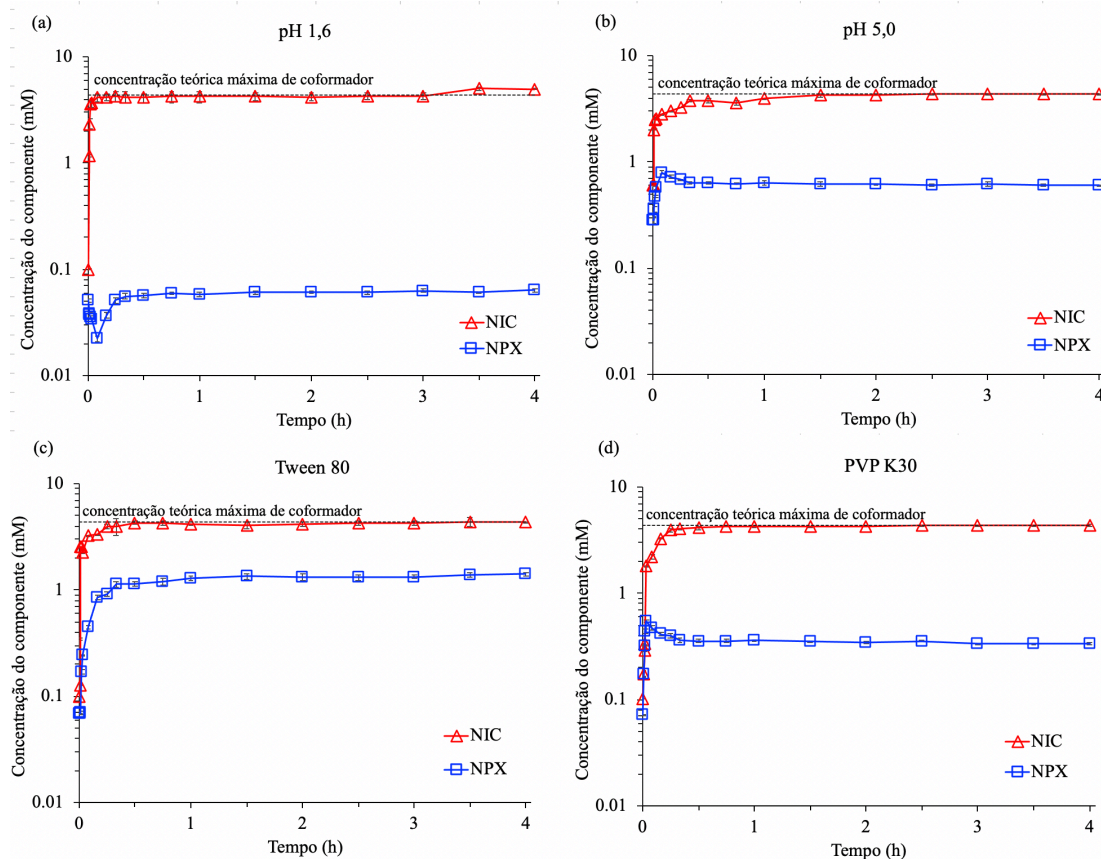 (a)
pH 1,6
Concentração do componente (mM)
10
1
0.1
0.01
concentração teórica máxima de coformador
NIC
NPX
0
1
2
3
4
Tempo (h)
(b)
pH 5,0
Concentração do componente (mM)
10
1
0.1
0.01
concentração teórica máxima de coformador
NIC
NPX
0
1
2
3
4
Tempo (h)
(c)
Tween 80
Concentração do componente (mM)
10
1
0.1
0.01
concentração teórica máxima de coformador
NIC
NPX
0
1
2
3
4
Tempo (h)
(d)
PVP K30
Concentração do componente (mM)
10
1
0.1
0.01
concentração teórica máxima de coformador
NIC
NPX
0
1
2
3
4
Tempo (h)